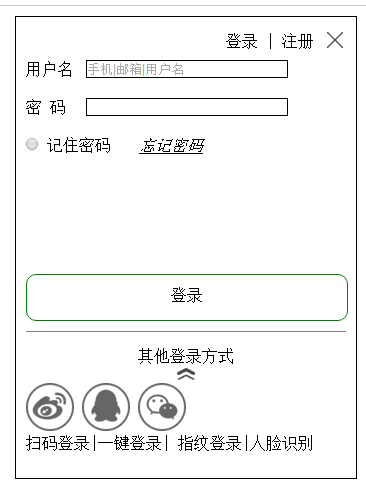 登录 | 注册
用户名 手机|邮箱|用户名
密 码
记住密码 忘记密码
登录
其他登录方式
扫码登录|一键登录| 指纹登录|人脸识别